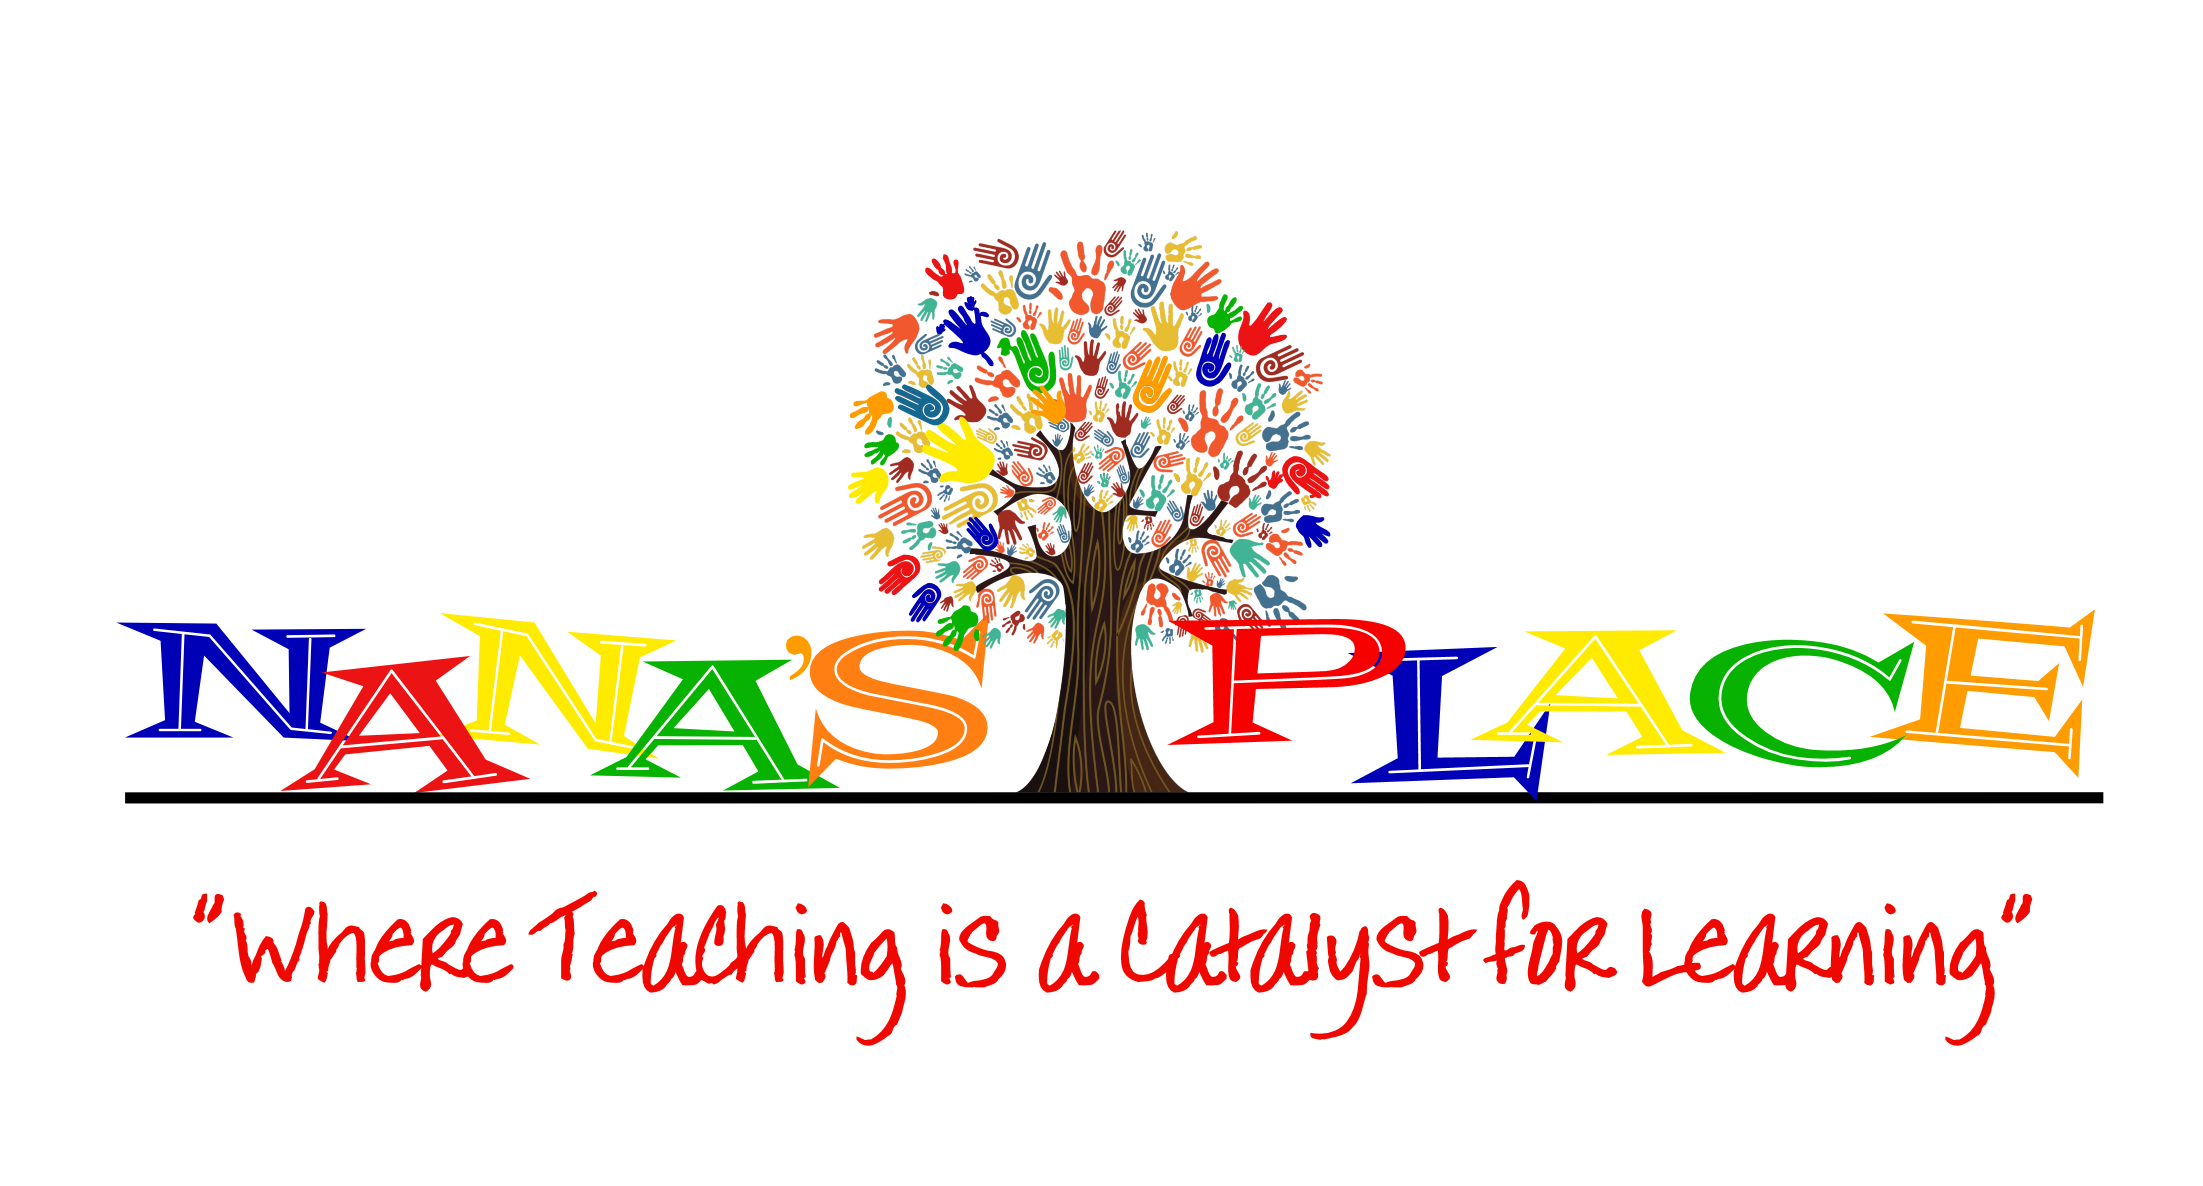 NANA'S PLACE
"Where Teaching is a Catalyst for Learning"